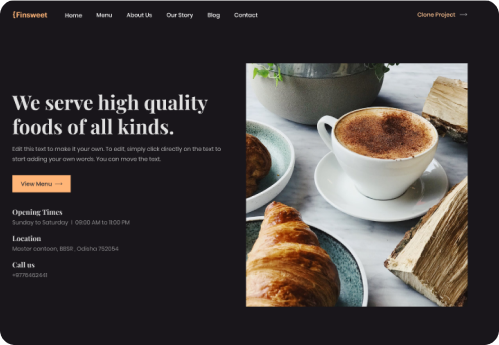 {Finsweet
Home Menu About Us Our Story Blog Contact
Clone Project
We serve high quality
foods of all kinds.
Edit this text to make it your own. To edit, simply click directly on the text to
start adding your own words. You can move the text.
View Menu
Opening Times
Sunday to Saturday I 09:00 AM to 11:00 PM
Location
Master canteen, BBSR, Odisha 752054
Call us